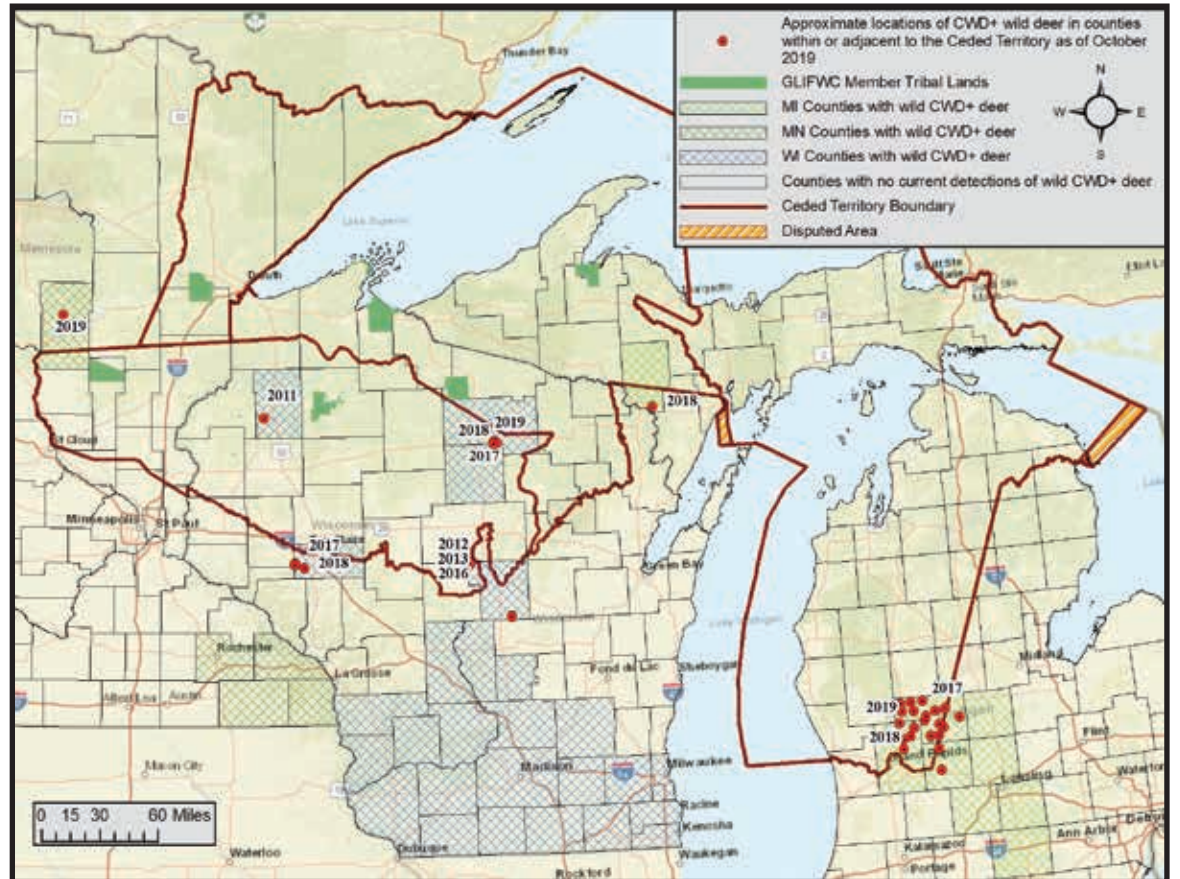 Approximate locations of CWD+ wild deer in counties
within or adjacent to the Ceded Territory as of October
2019
GLIFWC Member Tribal Lands
MI Counties with wild CWD+ deer
MN Counties with wild CWD+ deer
WI Counties with wild CWD+ deer
Counties with no current detections of wild CWD+ deer
Ceded Territory Boundary
Disputed Area
N
W E
S
Thunder Bay
Lake Superior
Minnesota
Duluth
Sault Ste
Marie
2019
2011
2018
2018 2019
2017
St Cloud
Minneapolis
St Paul
Wisconsin
2017
2018
2012
2013
2016
Green Bay
Rochester
La Crosse
Fond du Lac
Sheboygan
Albert Lea
Austin
Midland
2017
2019
2018
Grand Rapids
Flint
Mason City
Madison
Milwaukee
Lansing
Racine
Kenosha
Waukegan
Ann Arbor
0 15 30 60 Miles
Dubuque
Waterloo
Rockford
Kalamazoo
Portage